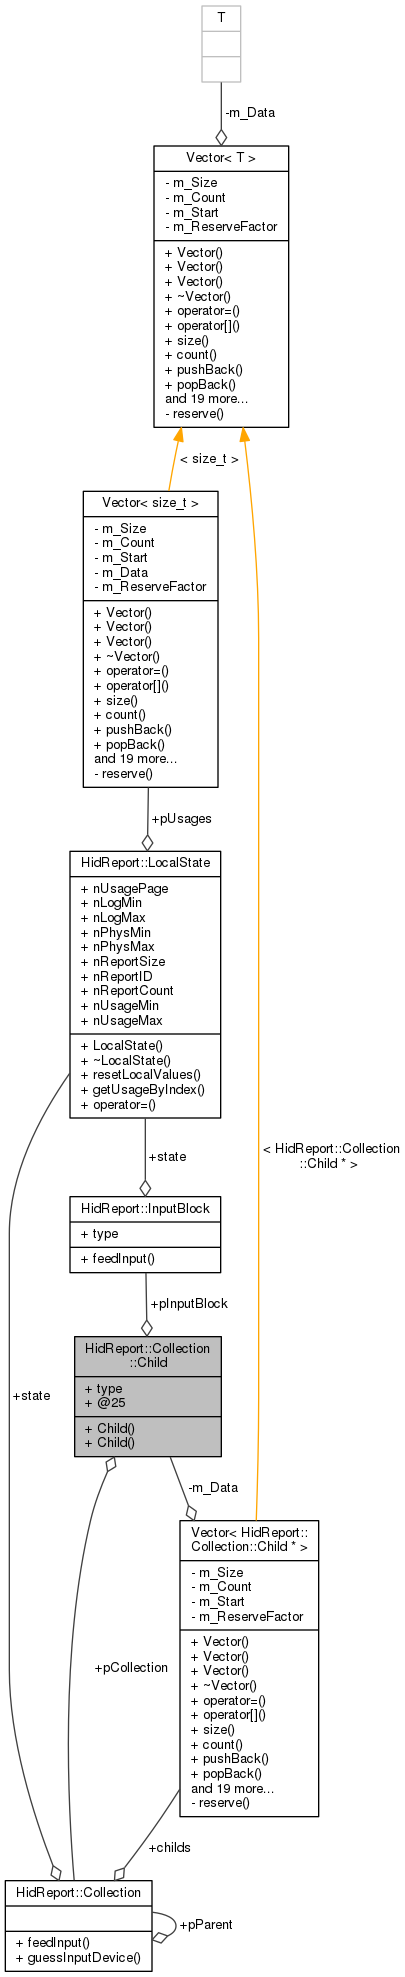 T
-m_Data
Vector< T >
- m_Size
- m_Count
- m_Start
- m_ReserveFactor
+ Vector()
+ Vector()
+ Vector()
+ ~Vector()
+ operator=()
+ operator[]()
+ size()
+ count()
+ pushBack()
+ popBack()
and 19 more...
- reserve()
< size_t >
Vector< size_t >
- m_Size
- m_Count
- m_Start
- m_Data
- m_ReserveFactor
+ Vector()
+ Vector()
+ Vector()
+ ~Vector()
+ operator=()
+ operator[]()
+ size()
+ count()
+ pushBack()
+ popBack()
and 19 more...
- reserve()
+pUsages
HidReport::LocalState
+ nUsagePage
+ nLogMin
+ nLogMax
+ nPhysMin
+ nPhysMax
+ nReportSize
+ nReportID
+ nReportCount
+ nUsageMin
+ nUsageMax
+ LocalState()
+ ~LocalState()
+ resetLocalValues()
+ getUsageByIndex()
+ operator=()
< HidReport::Collection
::Child * >
+state
HidReport::InputBlock
+ type
+ feedInput()
+pInputBlock
HidReport::Collection
::Child
+ type
+ @25
+ Child()
+ Child()
+state
-m_Data
Vector< HidReport::
Collection::Child * >
- m_Size
- m_Count
- m_Start
- m_ReserveFactor
+ Vector()
+ Vector()
+ Vector()
+ ~Vector()
+ operator=()
+ operator[]()
+ size()
+ count()
+ pushBack()
+ popBack()
and 19 more...
- reserve()
+pCollection
+childs
HidReport::Collection
+ feedInput()
+ guessInputDevice()
+pParent